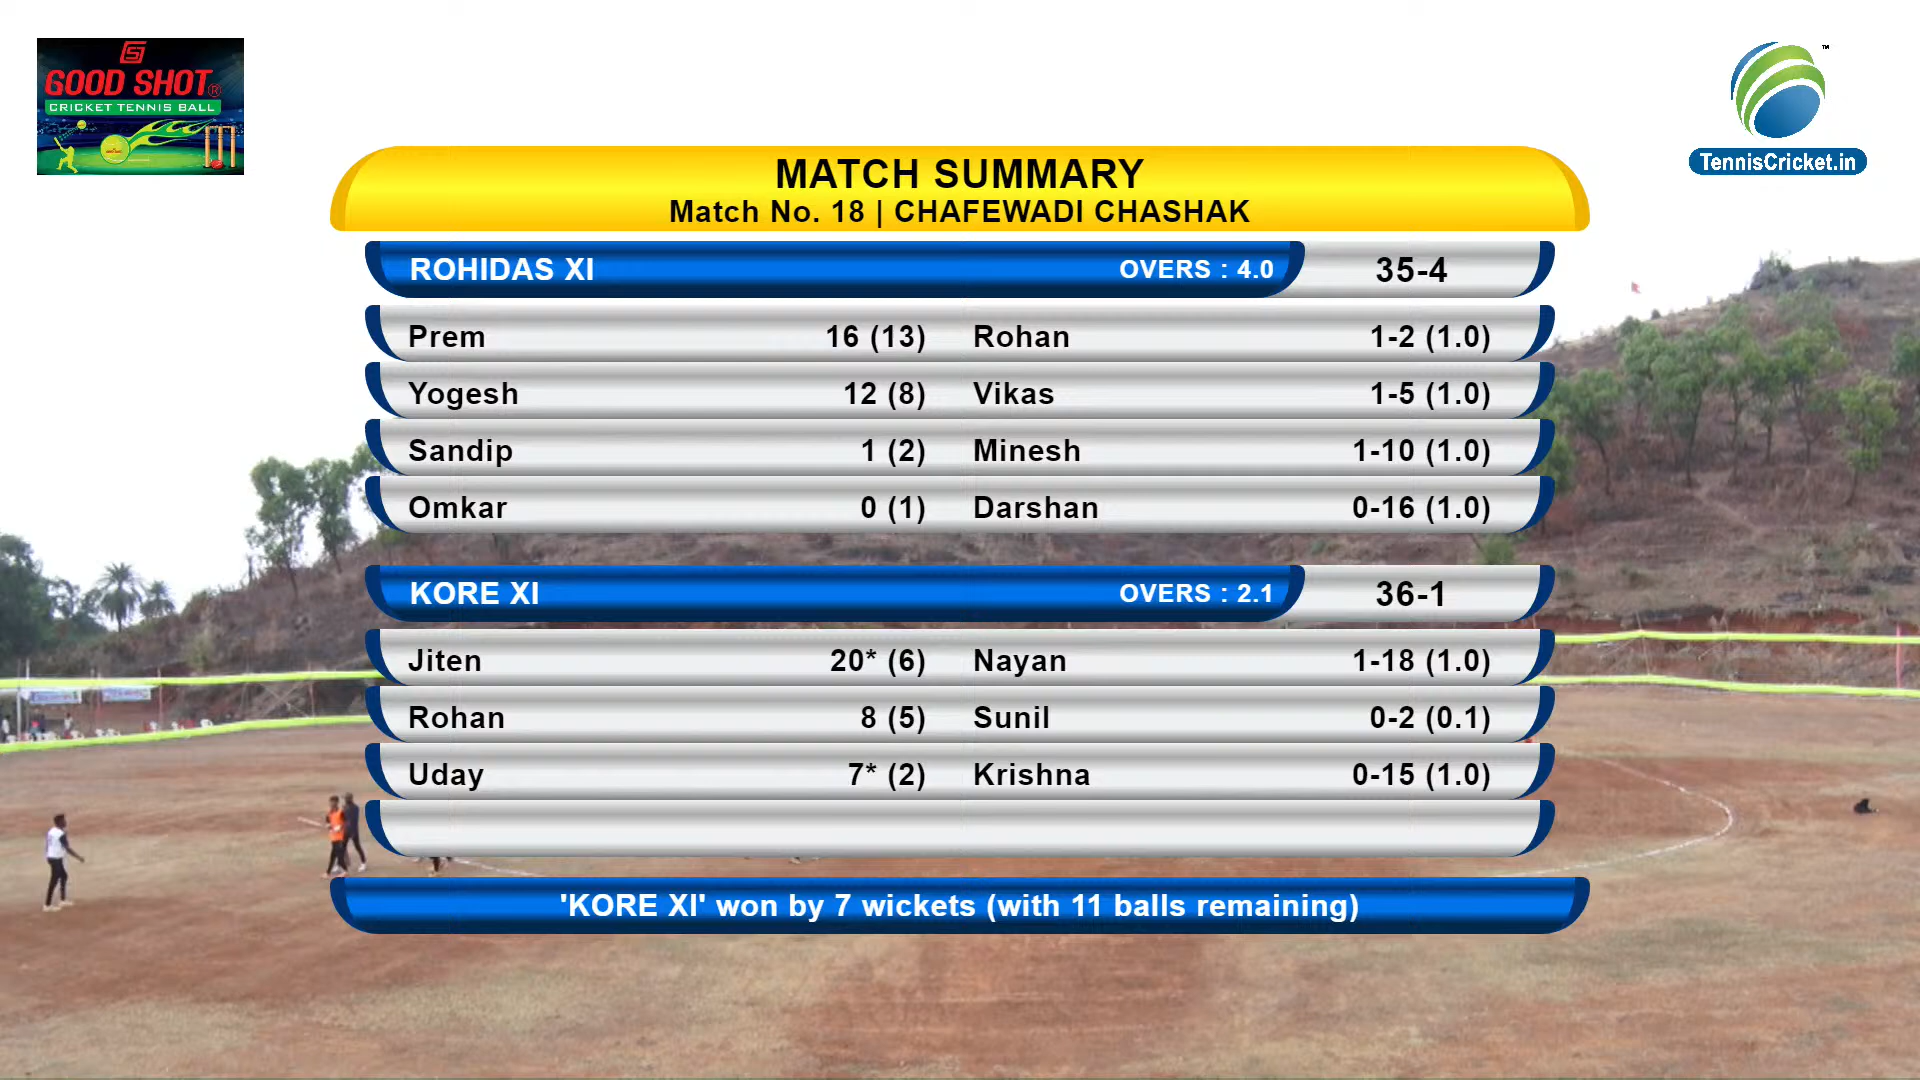 GOOD SHOT®
CRICKET TENNIS BALL
TM
TennisCricket.in
MATCH SUMMARY
Match No. 18 | CHAFEWADI CHASHAK
ROHIDAS XI OVERS : 4.0 35-4
Prem 16 (13) Rohan 1-2 (1.0)
Yogesh 12 (8) Vikas 1-5 (1.0)
Sandip 1 (2) Minesh 1-10 (1.0)
Omkar 0 (1) Darshan 0-16 (1.0)
KORE XI OVERS : 2.1 36-1
Jiten 20* (6) Nayan 1-18 (1.0)
Rohan 8 (5) Sunil 0-2 (0.1)
Uday 7* (2) Krishna 0-15 (1.0)
'KORE XI' won by 7 wickets (with 11 balls remaining)